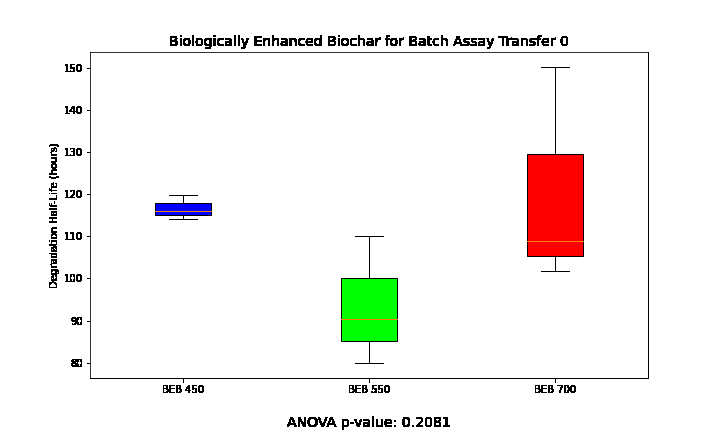 Biologically Enhanced Biochar for Batch Assay Transfer 0
Degradation Half-Life (hours)
150
140
130
120
110
100
90
80
BEB 450
BEB 550
BEB 700
ANOVA p-value: 0.2081